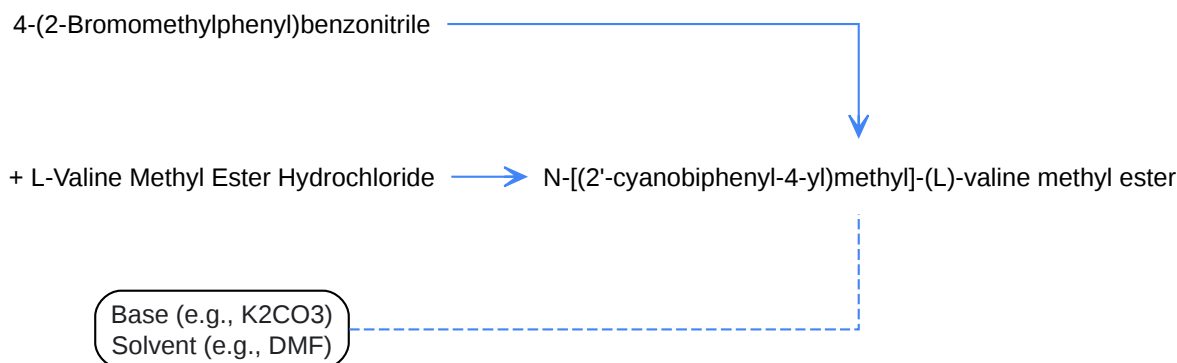 4-(2-Bromomethylphenyl)benzonitrile
+ L-Valine Methyl Ester Hydrochloride
N-[(2'-cyanobiphenyl-4-yl)methyl]-(L)-valine methyl ester
Base (e.g., K2CO3)
Solvent (e.g., DMF)